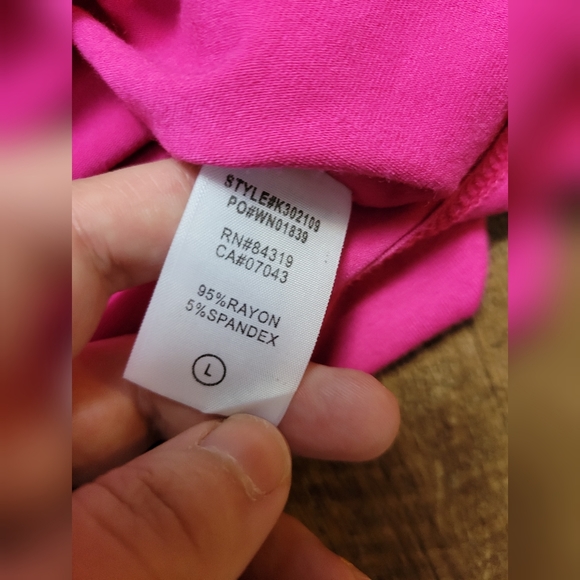 STYLE#K302109
PO#WN01839
RN#84319
CA#07043
95%RAYON
5%SPANDEX
L